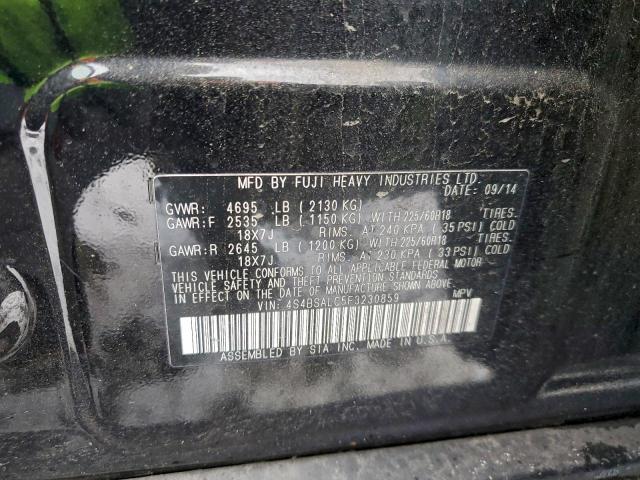 MFD BY FUJI HEAVY INDUSTRIES LTD.
DATE: 09/14
GVWR: 4695 LB (2130 KG)
GAWR:F 2535 LB (1150 KG) WITH 225/60R18 TIRES.
18X7J RIMS. AT 240 KPA (35 PSI) COLD
GAWR:R 2645 LB (1200 KG) WITH 225/60R18 TIRES.
18X7J RIMS. AT 230 KPA (33 PSI) COLD
THIS VEHICLE CONFORMS TO ALL APPLICABLE FEDERAL MOTOR
VEHICLE SAFETY AND THEFT PREVENTION STANDARDS
IN EFFECT ON THE DATE OF MANUFACTURE SHOWN ABOVE.
VIN: 4S4BSALC5F3230859 MPV
ASSEMBLED BY SIA INC. MADE IN U.S.A.